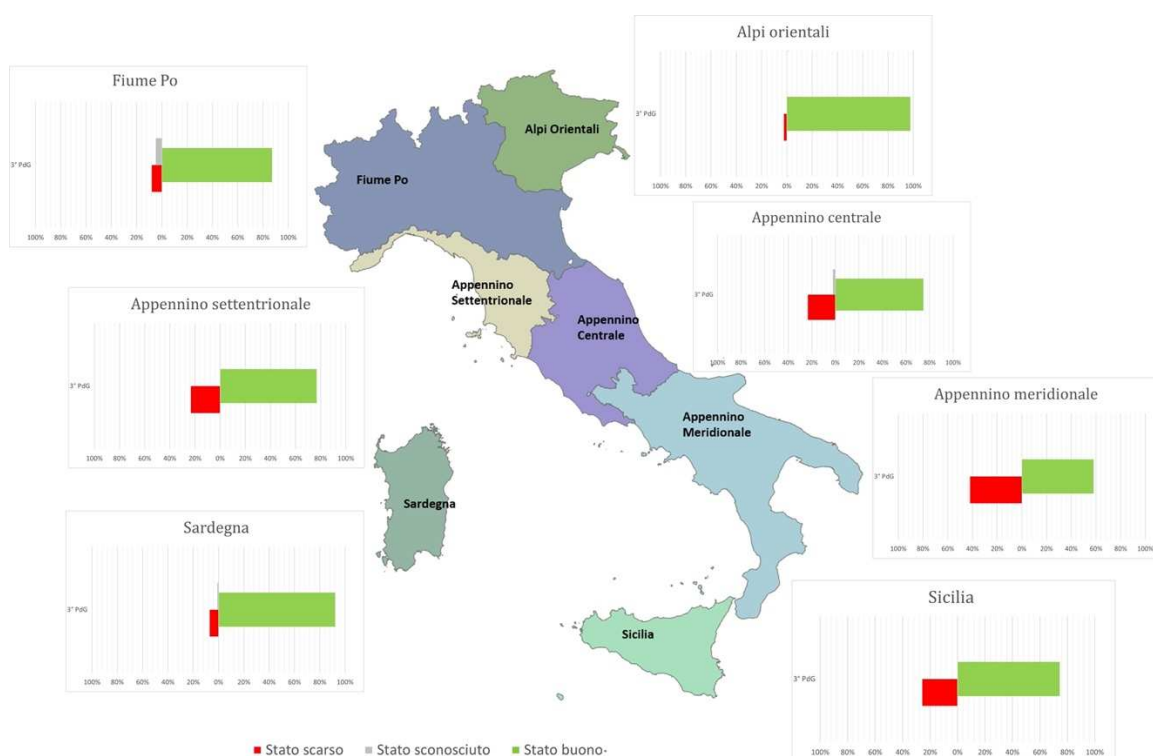 Alpi orientali
3° PdG
100% 80% 60% 40% 20% 0% 20% 40% 60% 80% 100%
Fiume Po
3° PdG
100% 80% 60% 40% 20% 0% 20% 40% 60% 80% 100%
Alpi Orientali
Fiume Po
Appennino centrale
3° PdG
100% 80% 60% 40% 20% 0% 20% 40% 60% 80% 100%
Appennino settentrionale
3° PdG
100% 80% 60% 40% 20% 0% 20% 40% 60% 80% 100%
Appennino
Settentrionale
Appennino
Centrale
Appennino meridionale
3° PdG
100% 80% 60% 40% 20% 0% 20% 40% 60% 80% 100%
Appennino
Meridionale
Sardegna
Sardegna
3° PdG
100% 80% 60% 40% 20% 0% 20% 40% 60% 80% 100%
Sicilia
Sicilia
3° PdG
100% 80% 60% 40% 20% 0% 20% 40% 60% 80% 100%
Stato scarso Stato sconosciuto Stato buono-